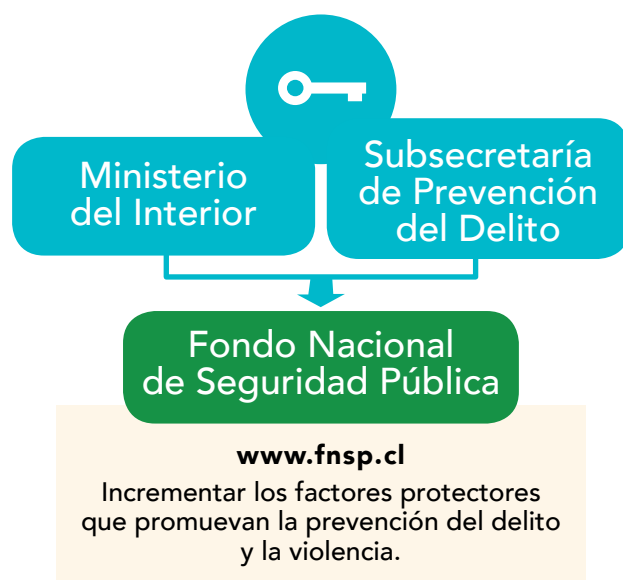 Ministerio
del Interior
Subsecretaría
de Prevención
del Delito
Fondo Nacional
de Seguridad Pública
www.fnsp.cl
Incrementar los factores protectores
que promuevan la prevención del delito
y la violencia.